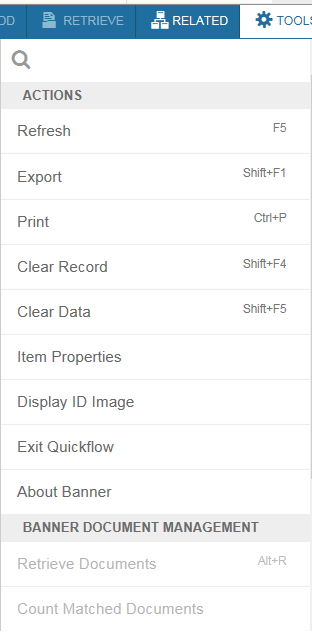 OD RETRIEVE RELATED TOOLS
ACTIONS
Refresh F5
Export Shift+F1
Print Ctrl+P
Clear Record Shift+F4
Clear Data Shift+F5
Item Properties
Display ID Image
Exit Quickflow
About Banner
BANNER DOCUMENT MANAGEMENT
Retrieve Documents Alt+R
Count Matched Documents